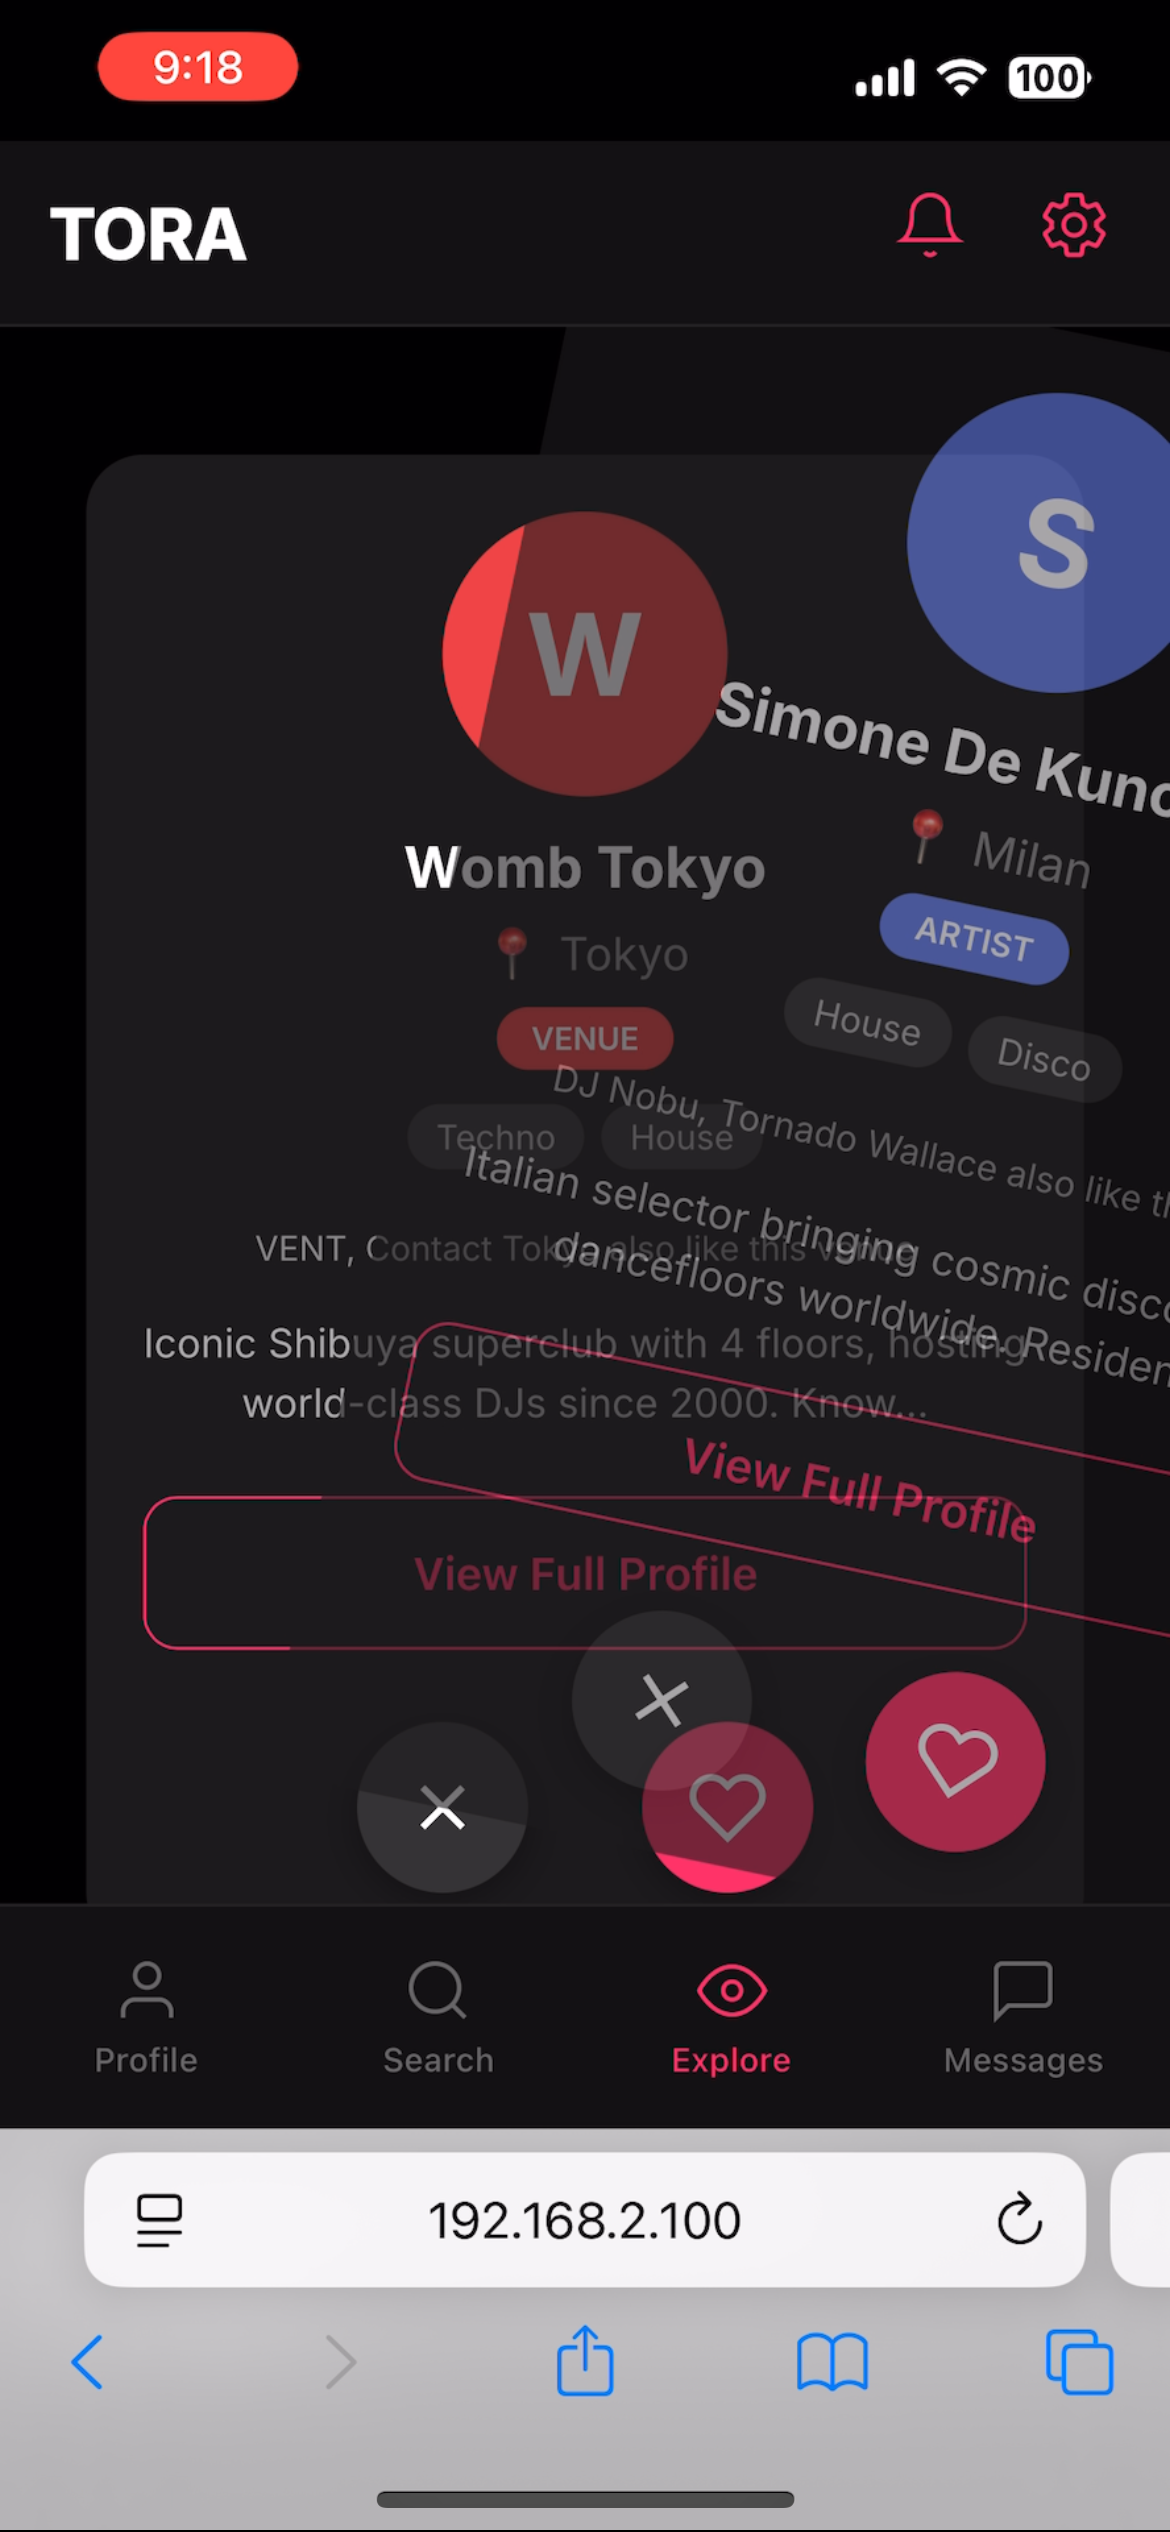 9:18
100
TORA
W
S
Womb Tokyo
Simone De Kuno
Tokyo
Milan
VENUE
ARTIST
Techno
House
House
Disco
DJ Nobu, Tornado Wallace also like
VENT, Contact Tokyo also like this venue
Italian selector bringing cosmic disco
dancefloors worldwide. Residen
Iconic Shibuya superclub with 4 floors, hosting
world-class DJs since 2000. Know...
View Full Profile
View Full Profile
Profile
Search
Explore
Messages
192.168.2.100